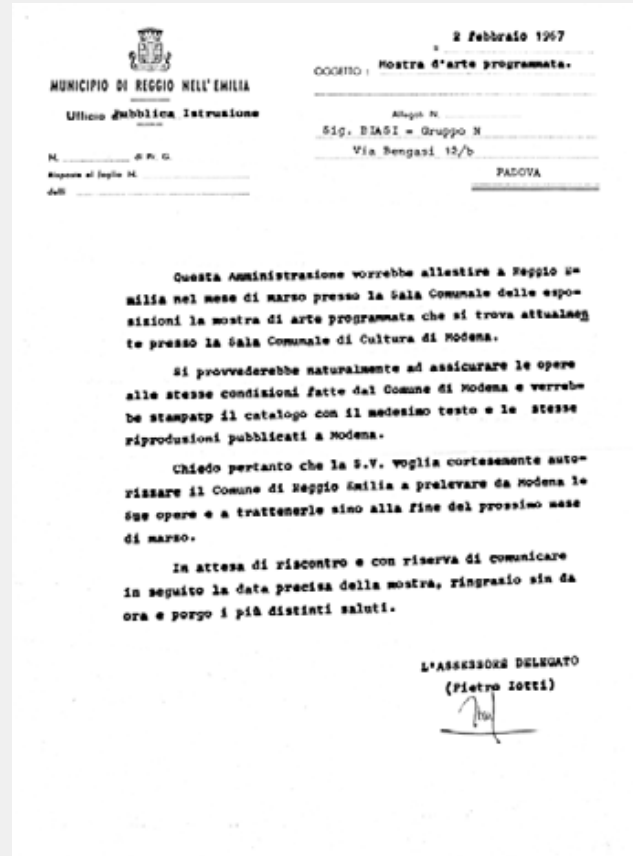 MUNICIPIO DI REGGIO NELL'EMILIA
Ufficio Pubblica Istruzione
N. di Pr. G.
Risposta al foglio N.
dell
2 febbraio 1967
OGGETTO : Mostra d'arte programmata.
Allegati N.
Sig. BIASI - Gruppo N
Via Bengasi 12/b
PADOVA
Questa Amministrazione vorrebbe allestire a Reggio E=
milia nel mese di marzo presso la Sala Comunale delle espo=
sizioni la mostra di arte programmata che si trova attualmen
te presso la Sala Comunale di Cultura di Modena.
Si provvederebbe naturalmente ad assicurare le opere
alle stesse condizioni fatte dal Comune di Modena e verreb=
be stampatp il catalogo con il medesimo testo e le stesse
riproduzioni pubblicati a Modena.
Chiedo pertanto che la S.V. voglia cortesemente auto=
rizzare il Comune di Reggio Emilia a prelevare da Modena le
Sue opere e a trattenerle sino alla fine del prossimo mese
di marzo.
In attesa di riscontro e con riserva di comunicare
in seguito la data precisa della mostra, ringrazio sin da
ora e porgo i più distinti saluti.
L'ASSESSORE DELEGATO
(Pietro Iotti)